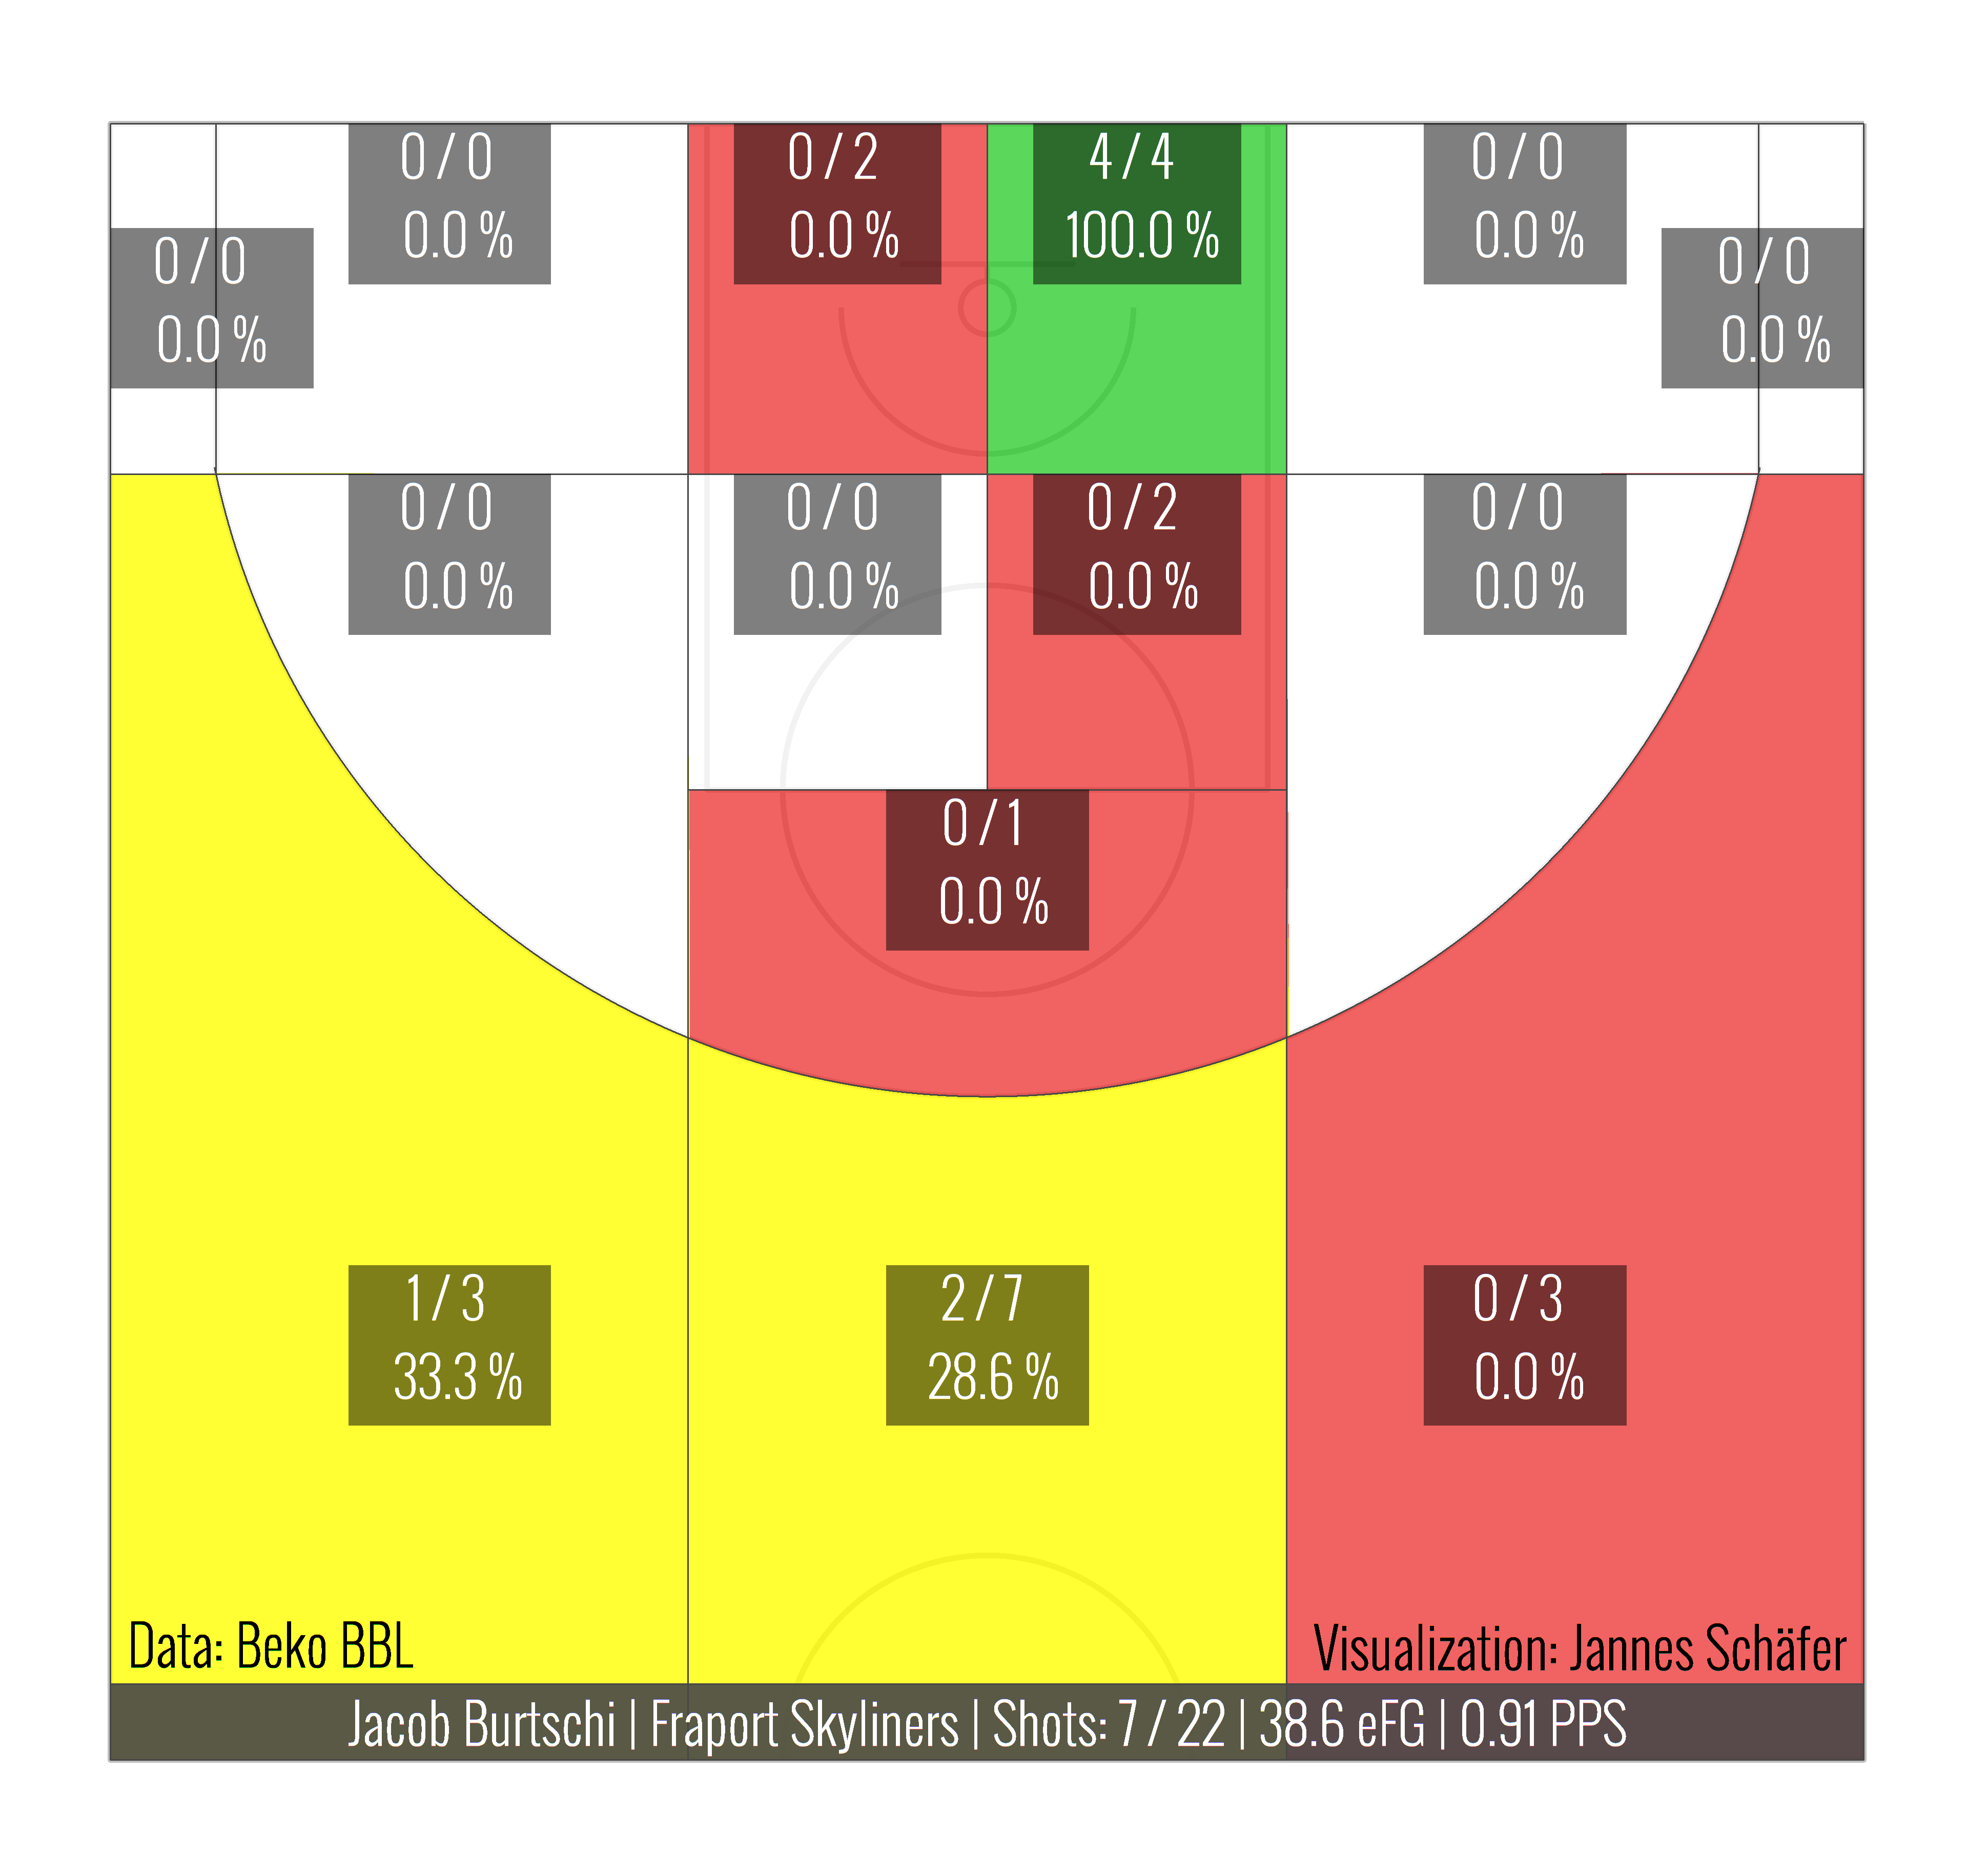 0 / 0
0.0 %
0 / 2
0.0 %
4 / 4
100.0 %
0 / 0
0.0 %
0 / 0
0.0 %
0 / 0
0.0 %
0 / 0
0.0 %
0 / 0
0.0 %
0 / 2
0.0 %
0 / 0
0.0 %
0 / 1
0.0 %
1 / 3
33.3 %
2 / 7
28.6 %
0 / 3
0.0 %
Data: Beko BBL
Visualization: Jannes Schäfer
Jacob Burtschi | Fraport Skyliners | Shots: 7 / 22 | 38.6 eFG | 0.91 PPS